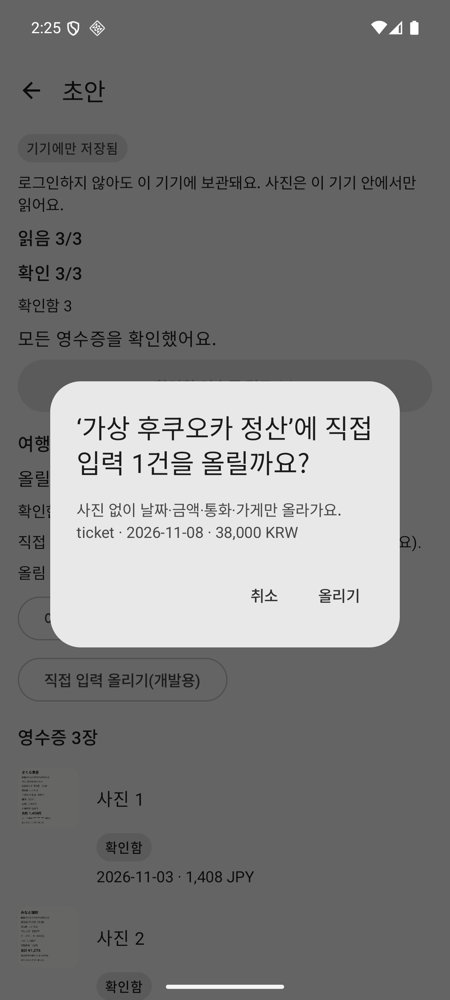 2:25
초안
기기에만 저장됨
로그인하지 않아도 이 기기에 보관돼요. 사진은 이 기기 안에서만
읽어요.
읽음 3/3
확인 3/3
확인함 3
모든 영수증을 확인했어요.
‘가상 후쿠오카 정산’에 직접
입력 1건을 올릴까요?
사진 없이 날짜·금액·통화·가게만 올라가요.
ticket · 2026-11-08 · 38,000 KRW
취소
올리기
여행
올릴
직접
요).
올림
직접 입력 올리기(개발용)
영수증 3장
사진 1
확인함
2026-11-03 · 1,408 JPY
사진 2
확인함